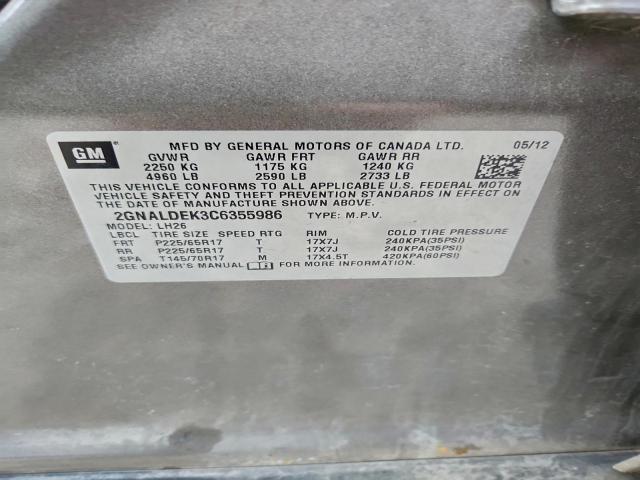 GM
MFD BY GENERAL MOTORS OF CANADA LTD. 05/12
GVWR GAWR FRT GAWR RR
2250 KG 1175 KG 1240 KG
4960 LB 2590 LB 2733 LB
THIS VEHICLE CONFORMS TO ALL APPLICABLE U.S. FEDERAL MOTOR
VEHICLE SAFETY AND THEFT PREVENTION STANDARDS IN EFFECT ON
THE DATE OF MANUFACTURE SHOWN ABOVE.
2GNALDEK3C6355986 TYPE: M.P.V.
MODEL: LH26
LBCL TIRE SIZE SPEED RTG RIM COLD TIRE PRESSURE
FRT P225/65R17 T 17X7J 240KPA(35PSI)
RR P225/65R17 T 17X7J 240KPA(35PSI)
SPA T145/70R17 M 17X4.5T 420KPA(60PSI)
SEE OWNER'S MANUAL FOR MORE INFORMATION.